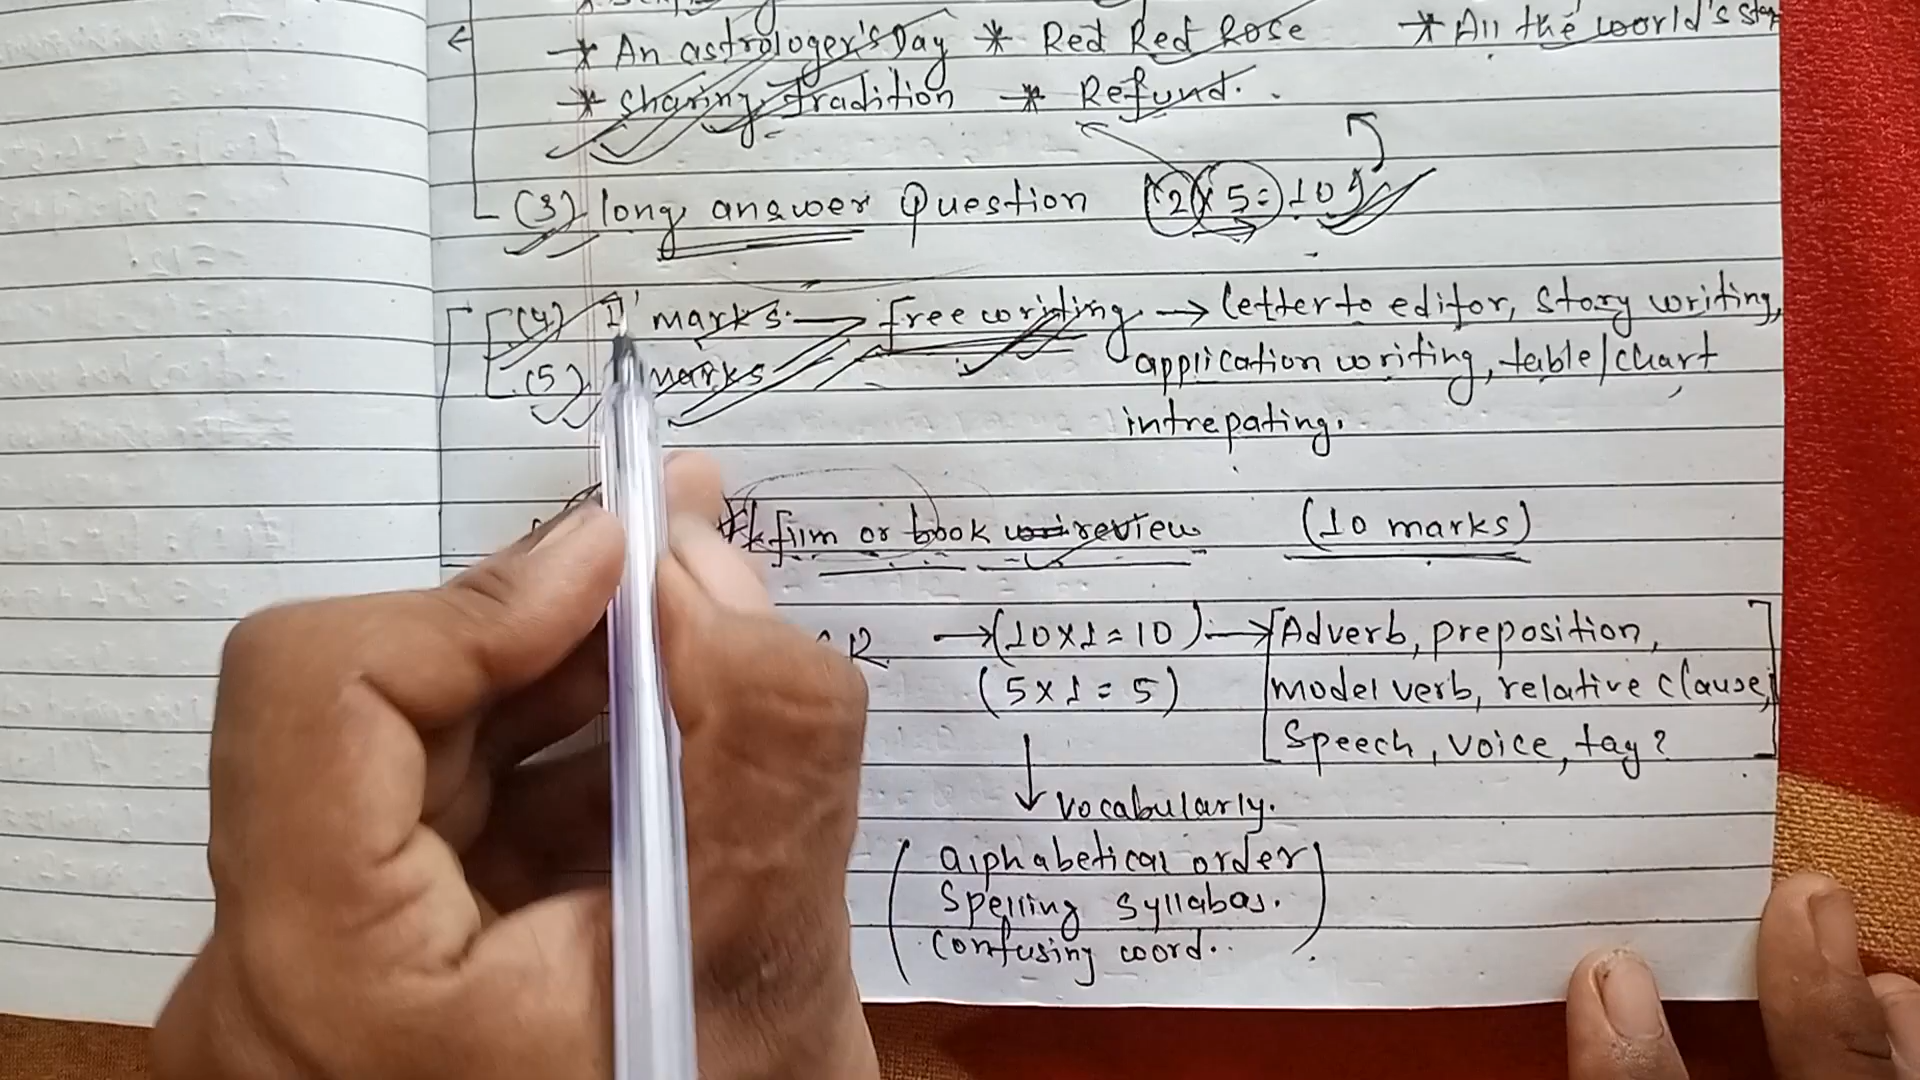 * An astrologer's Day * Red Red Rose * All the world's stag
* Sharing Tradition * Refund.
(3) long answer Question (2x5=10)
(4) marks. → free writing → letter to editor, Story writing,
(5) marks application writing, table/chart
intrepating.
film or book review (10 marks)
→ (10x1=10) → Adverb, preposition,
(5x1=5) model verb, relative clause,
Speech, voice, tag?
↓ vocabularly.
alphabetical order
Spelling Syllabas.
confusing word..